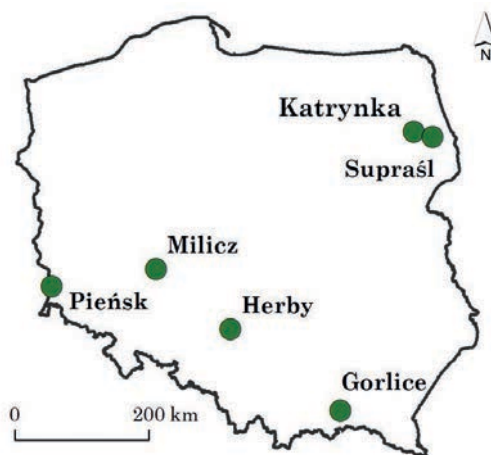 N
Katrynka
Supraśl
Milicz
Pieńsk
Herby
Gorlice
0 200 km